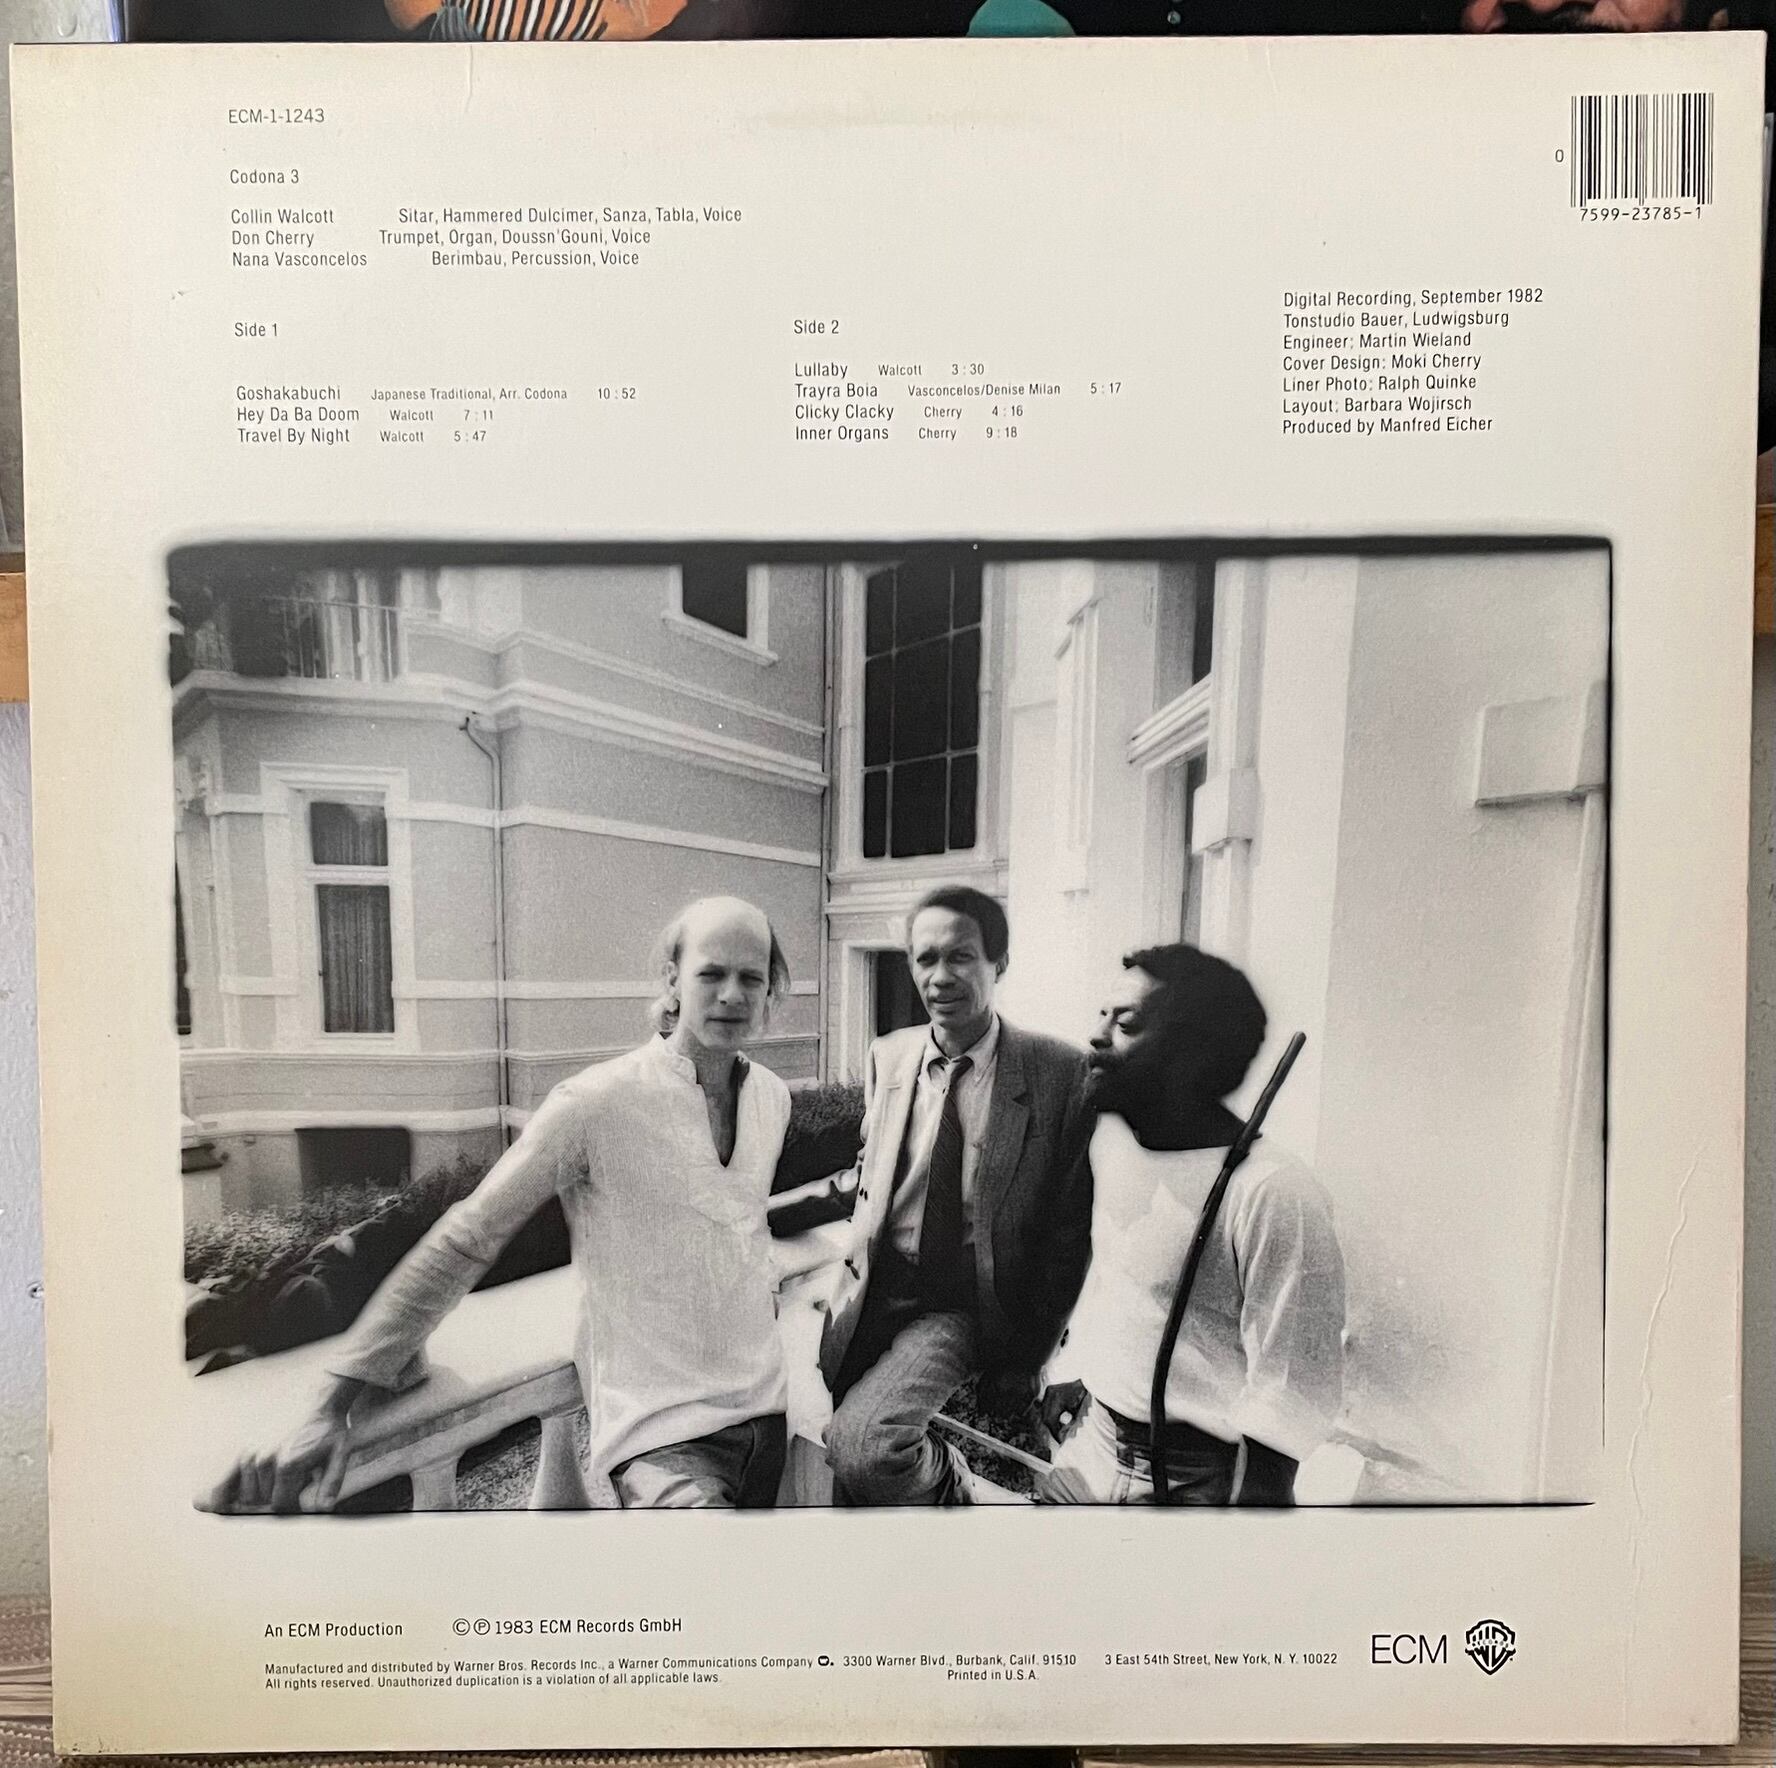 ECM-1-1243
0
7599-23785-1
Codona 3
Collin Walcott Sitar, Hammered Dulcimer, Sanza, Tabla, Voice
Don Cherry Trumpet, Organ, Doussn'Gouni, Voice
Nana Vasconcelos Berimbau, Percussion, Voice
Side 1
Goshakabuchi Japanese Traditional, Arr. Codona 10:52
Hey Da Ba Doom Walcott 7:11
Travel By Night Walcott 5:47
Side 2
Lullaby Walcott 3:30
Trayra Boia Vasconcelos/Denise Milan 5:17
Clicky Clacky Cherry 4:16
Inner Organs Cherry 9:18
Digital Recording, September 1982
Tonstudio Bauer, Ludwigsburg
Engineer: Martin Wieland
Cover Design: Moki Cherry
Liner Photo: Ralph Quinke
Layout: Barbara Wojirsch
Produced by Manfred Eicher
An ECM Production ©℗ 1983 ECM Records GmbH
Manufactured and distributed by Warner Bros. Records Inc., a Warner Communications Company 3300 Warner Blvd., Burbank, Calif. 91510 3 East 54th Street, New York, N.Y. 10022
All rights reserved. Unauthorized duplication is a violation of all applicable laws. Printed in U.S.A.
ECM
WB
RECORDS